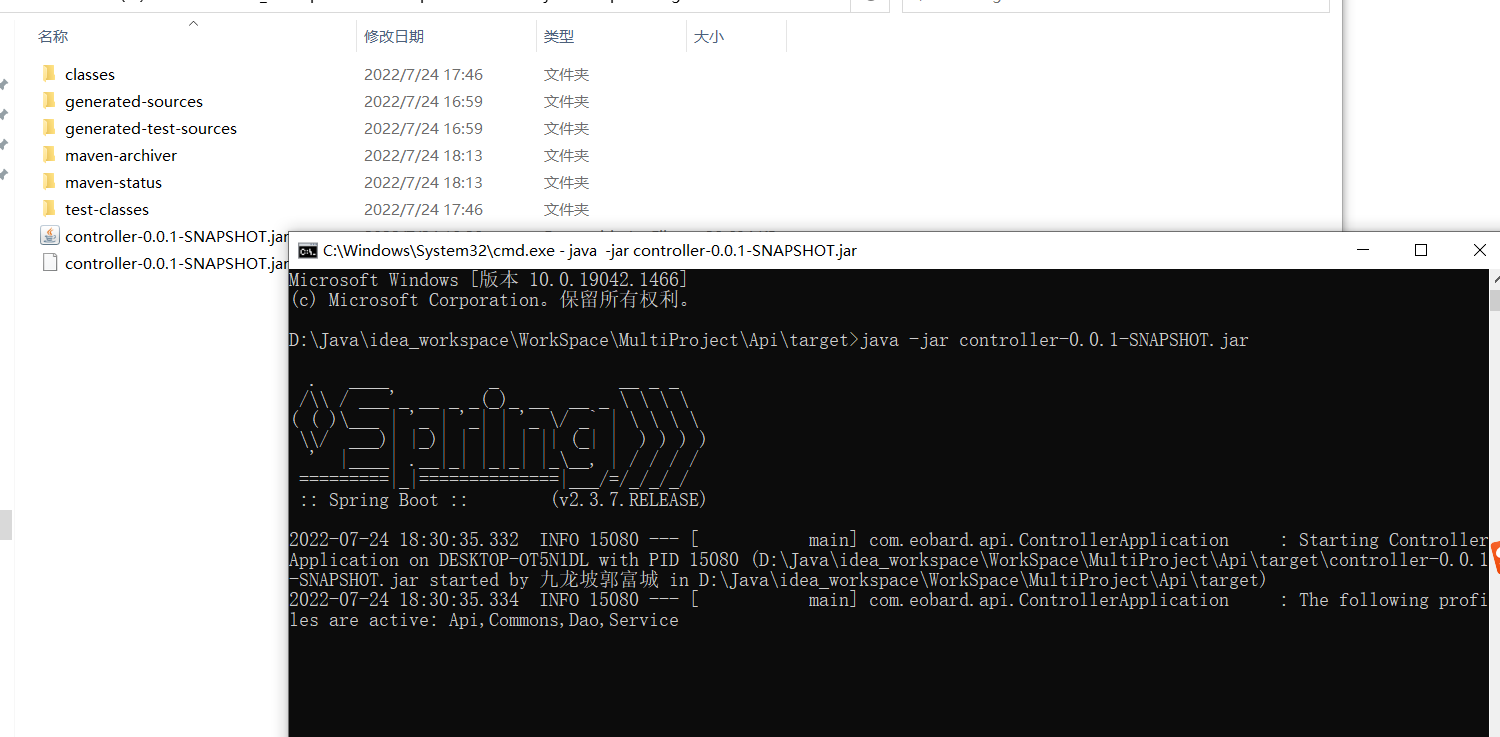 名称 修改日期 类型 大小
classes 2022/7/24 17:46 文件夹
generated-sources 2022/7/24 16:59 文件夹
generated-test-sources 2022/7/24 16:59 文件夹
maven-archiver 2022/7/24 18:13 文件夹
maven-status 2022/7/24 18:13 文件夹
test-classes 2022/7/24 17:46 文件夹
controller-0.0.1-SNAPSHOT.jar
controller-0.0.1-SNAPSHOT.jar
C:\Windows\System32\cmd.exe - java  -jar controller-0.0.1-SNAPSHOT.jar
Microsoft Windows [版本 10.0.19042.1466]
(c) Microsoft Corporation。保留所有权利。
D:\Java\idea_workspace\WorkSpace\MultiProject\Api\target>java -jar controller-0.0.1-SNAPSHOT.jar
Spring
:: Spring Boot ::        (v2.3.7.RELEASE)
2022-07-24 18:30:35.332  INFO 15080 --- [           main] com.eobard.api.ControllerApplication     : Starting Controller
Application on DESKTOP-OT5N1DL with PID 15080 (D:\Java\idea_workspace\WorkSpace\MultiProject\Api\target\controller-0.0.1
-SNAPSHOT.jar started by 九龙坡郭富城 in D:\Java\idea_workspace\WorkSpace\MultiProject\Api\target)
2022-07-24 18:30:35.334  INFO 15080 --- [           main] com.eobard.api.ControllerApplication     : The following profi
les are active: Api,Commons,Dao,Service